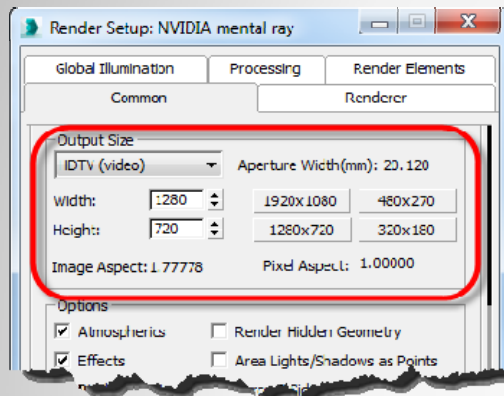 Render Setup: NVIDIA mental ray
Global Illumination Processing Render Elements
Common Renderer
Output Size
HDTV (video) Aperture Width(mm): 20.120
Width: 1280 1920x1080 480x270
Height: 720 1280x720 320x180
Image Aspect: 1.77778 Pixel Aspect: 1.00000
Options
Atmospherics Render Hidden Geometry
Effects Area Lights/Shadows as Points